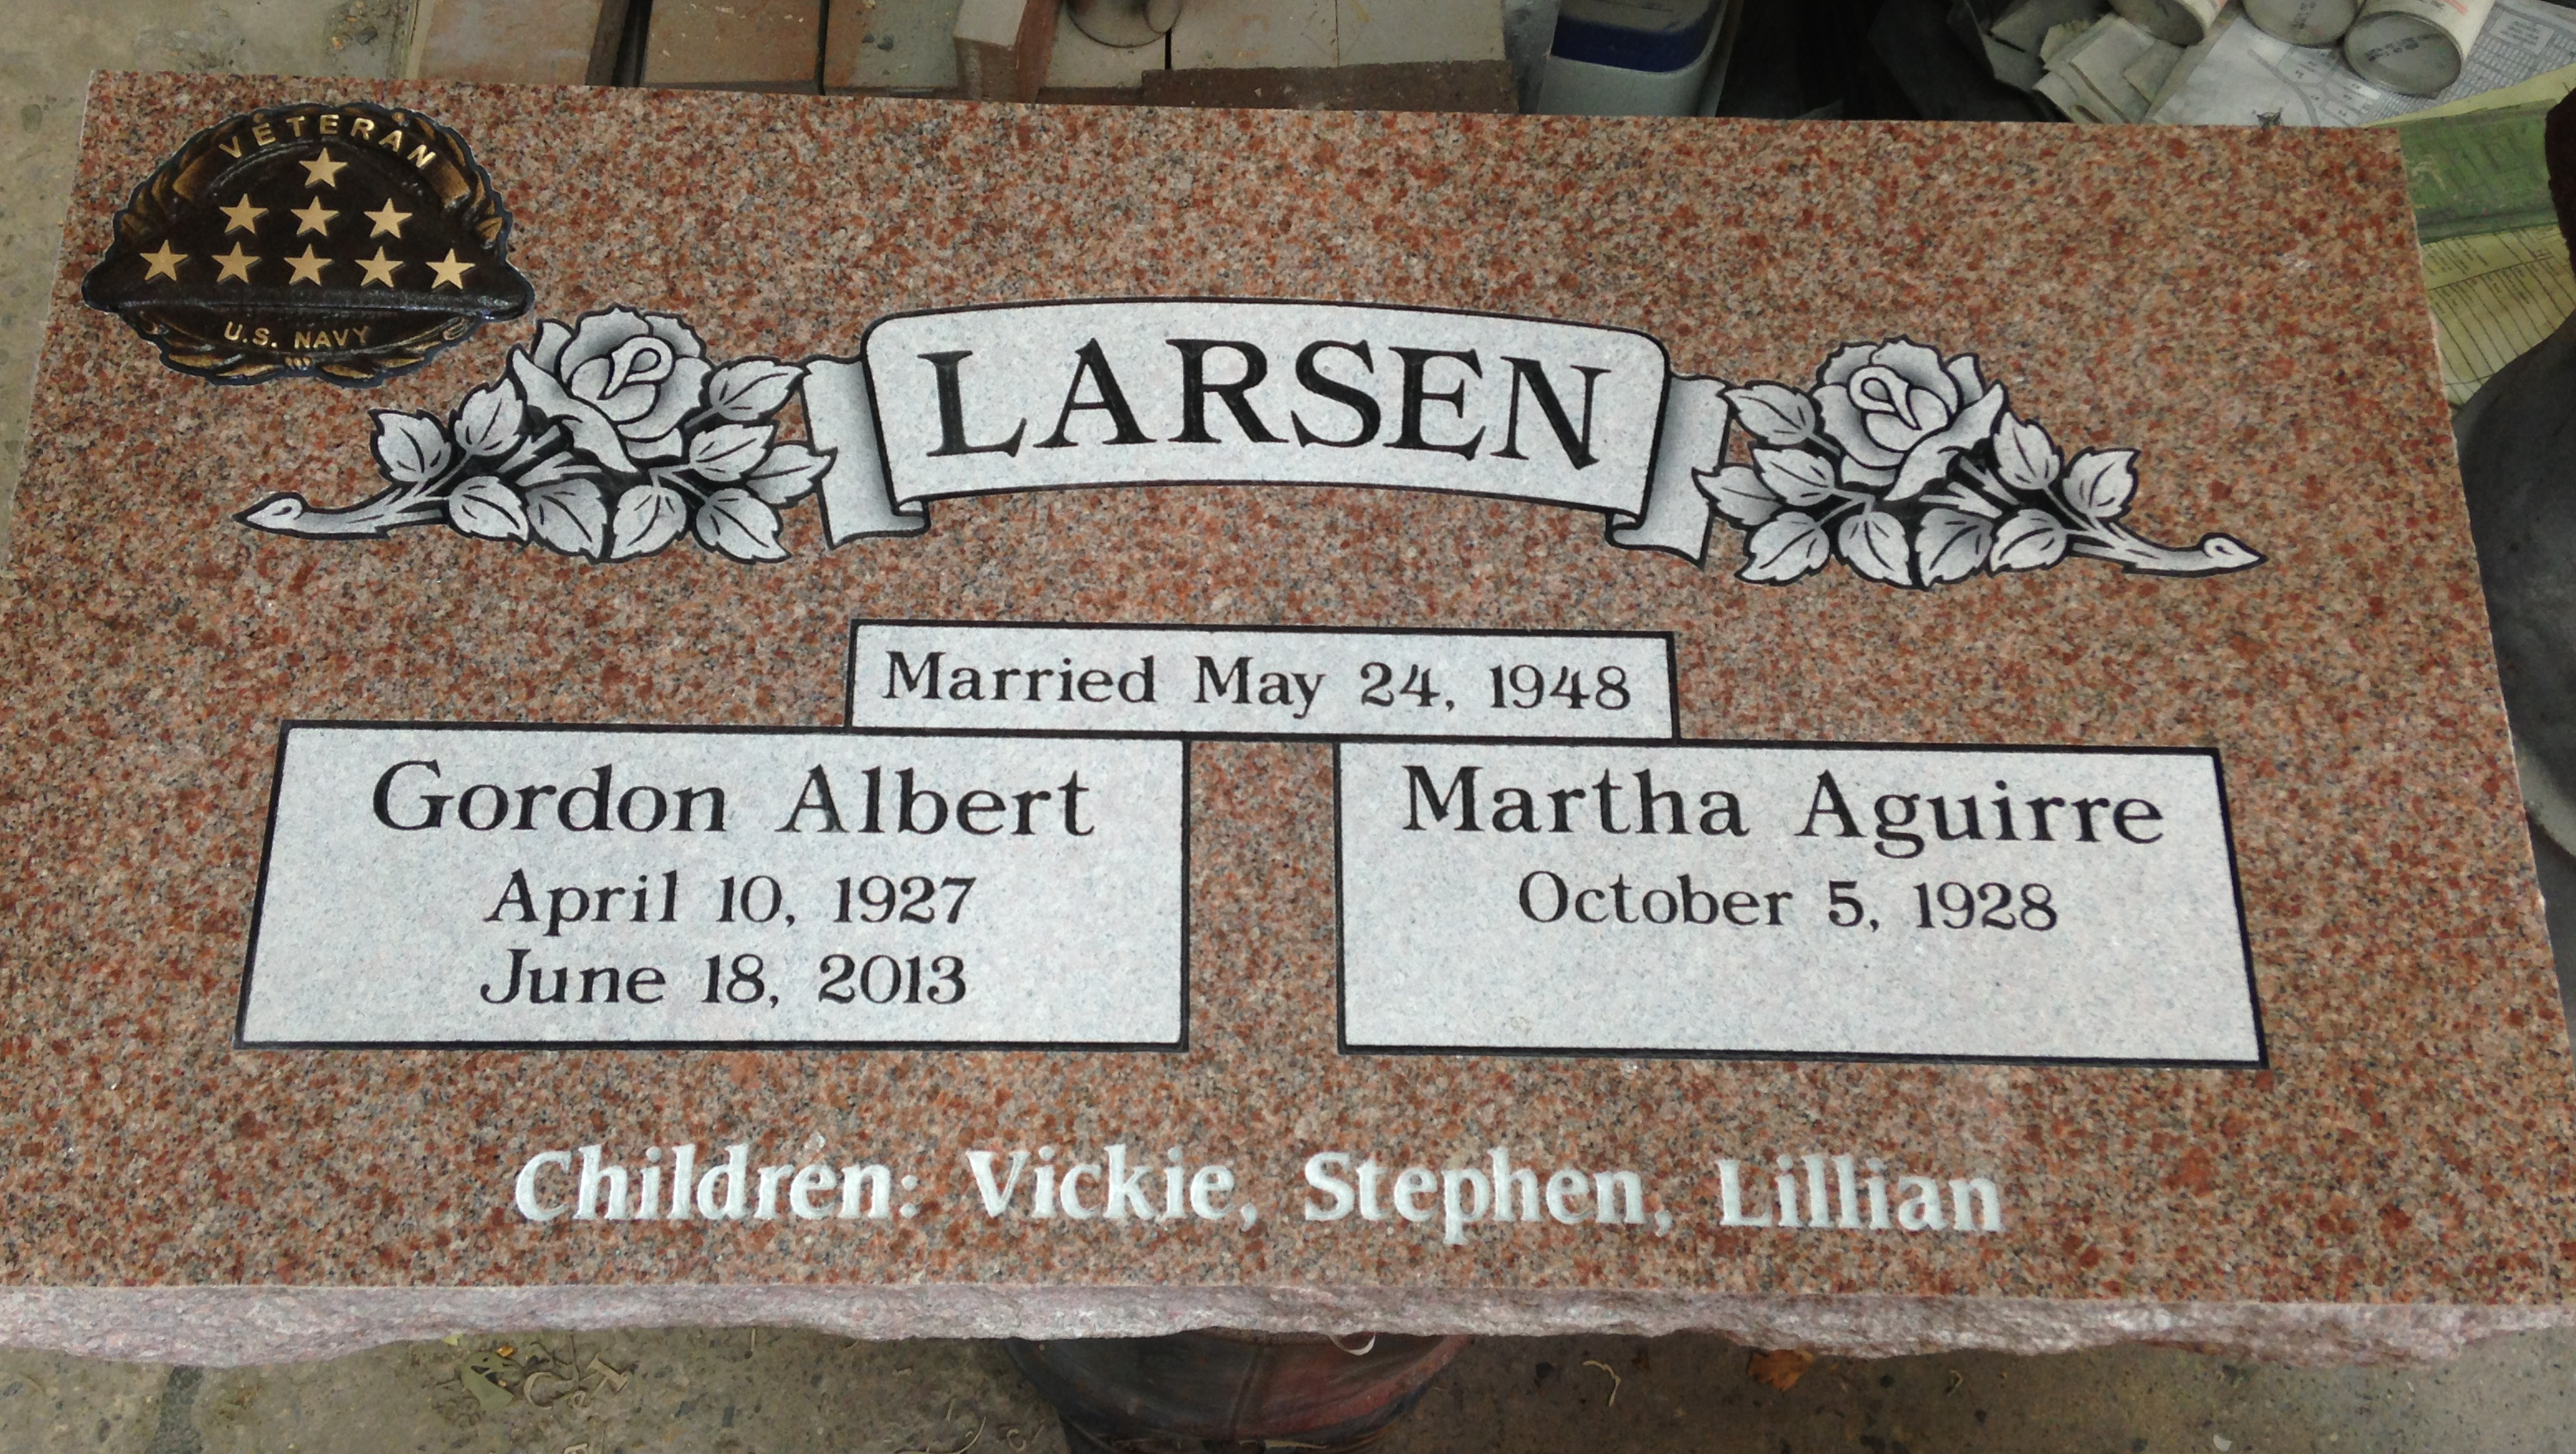 VETERAN
U.S. NAVY
LARSEN
Married May 24, 1948
Gordon Albert
April 10, 1927
June 18, 2013
Martha Aguirre
October 5, 1928
Children: Vickie, Stephen, Lillian